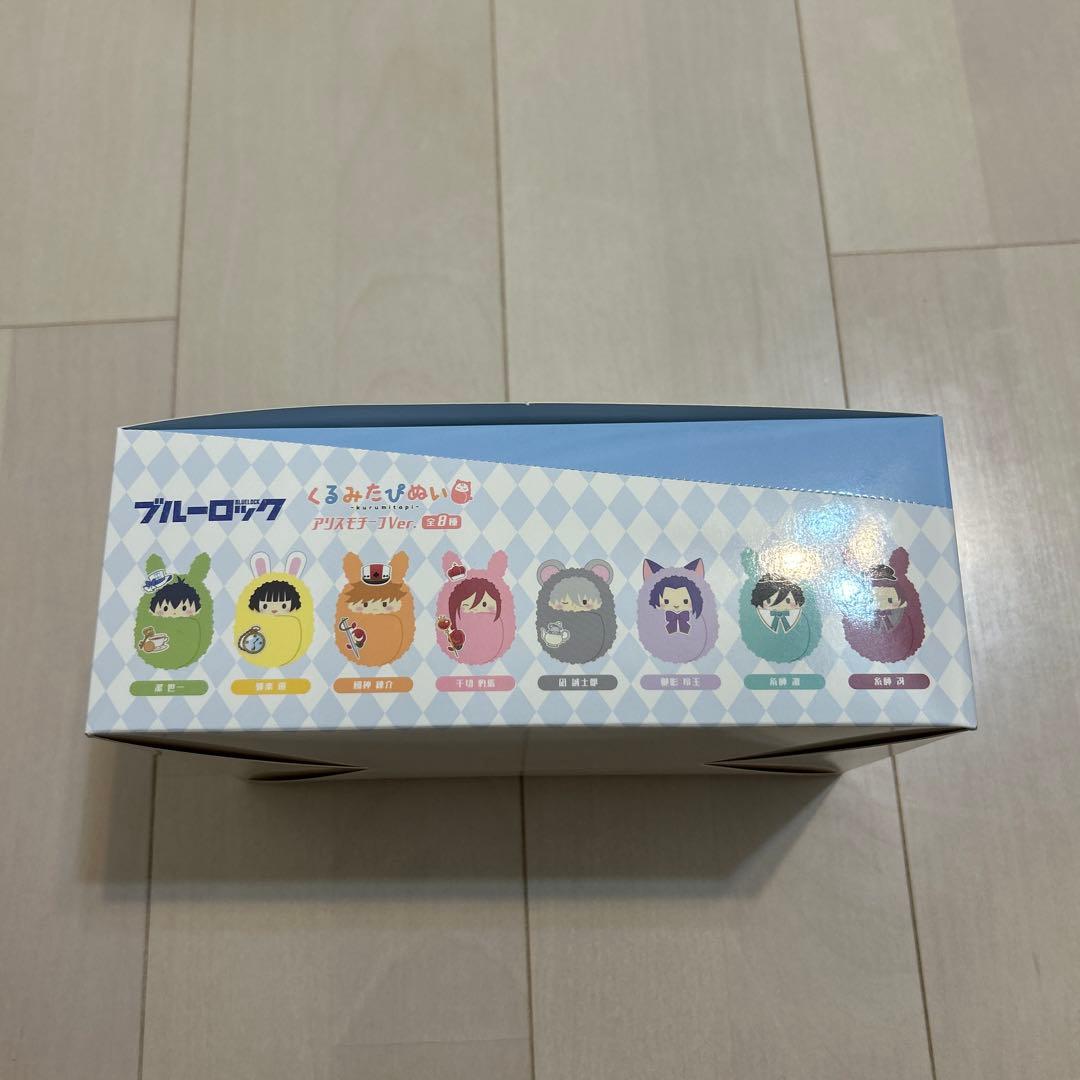 ブルーロック
BLUELOCK
くるみたぴぬい
-kurumitapi-
アリスモチーフVer. 全8種
潔 世一
蜂楽 廻
國神 錬介
千切 豹馬
凪 誠士郎
御影 玲王
糸師 凛
糸師 冴